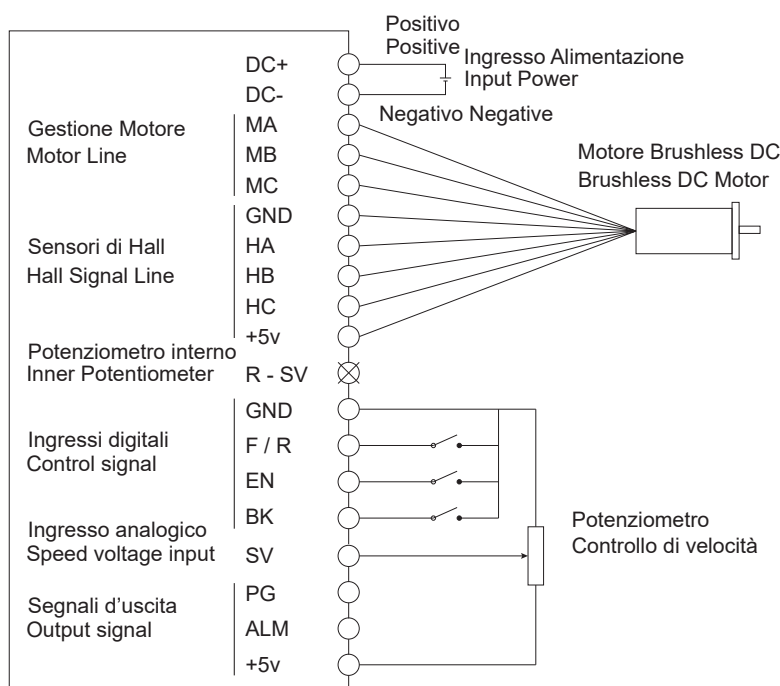 Positivo
Positive
DC+
Ingresso Alimentazione
Input Power
DC-
Negativo Negative
Gestione Motore
Motor Line
MA
MB
MC
Motore Brushless DC
Brushless DC Motor
Sensori di Hall
Hall Signal Line
GND
HA
HB
HC
+5v
Potenziometro interno
Inner Potentiometer
R - SV
Ingressi digitali
Control signal
GND
F / R
EN
BK
Ingresso analogico
Speed voltage input
SV
Potenziometro
Controllo di velocità
Segnali d'uscita
Output signal
PG
ALM
+5v